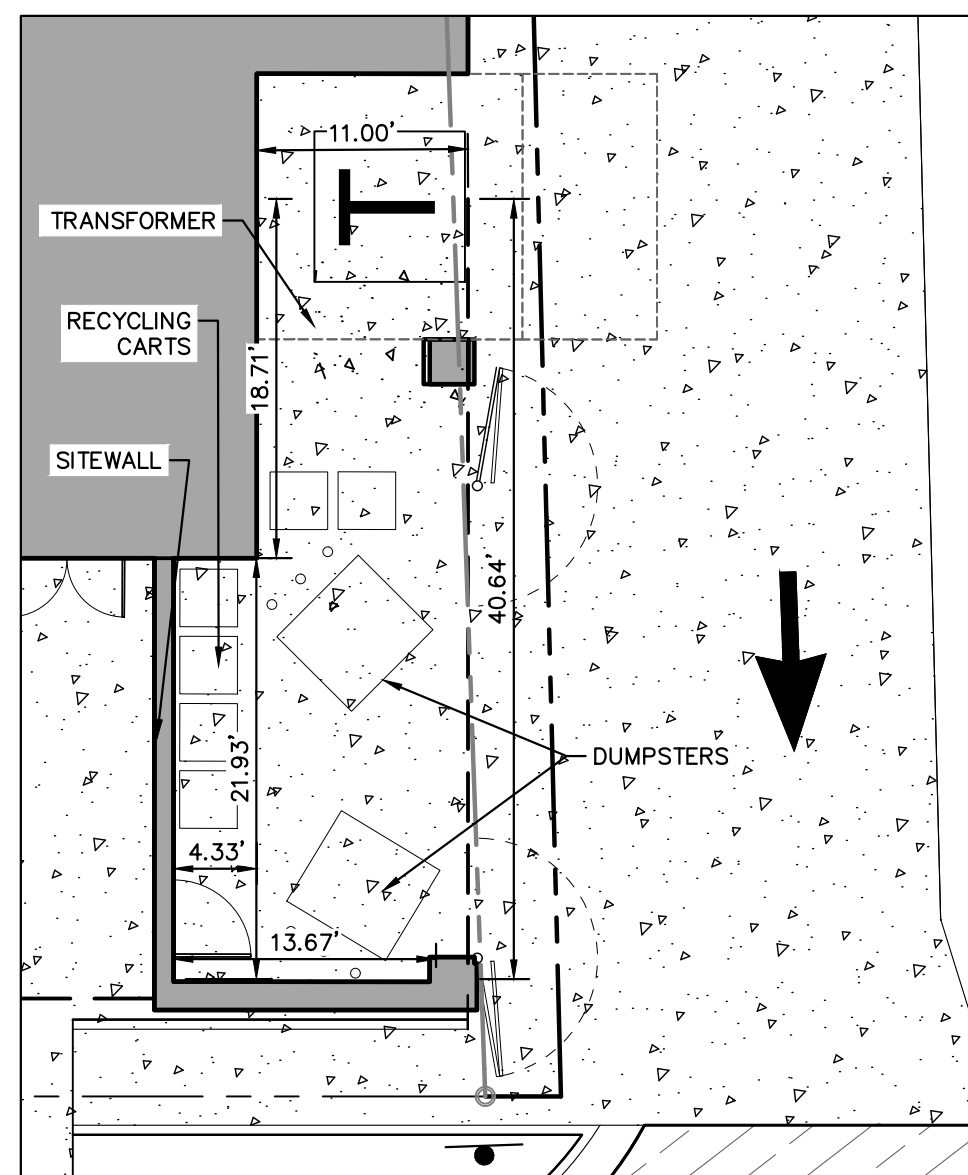 11.00'
T
TRANSFORMER
RECYCLING
CARTS
18.71'
SITEWALL
40.64'
DUMPSTERS
21.93'
4.33'
13.67'